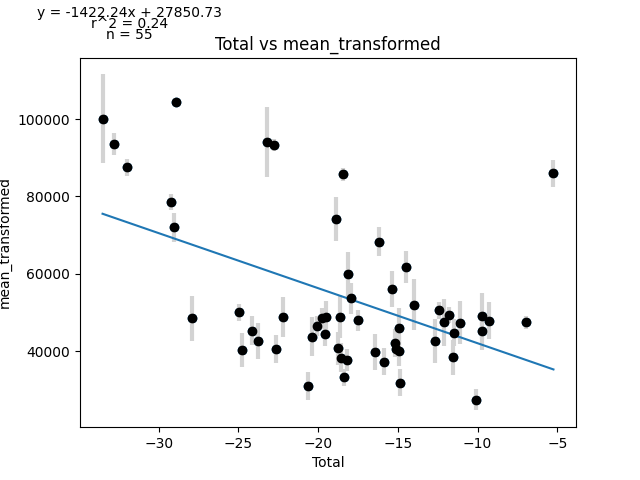 y = -1422.24x + 27850.73
r^2 = 0.24
n = 55
Total vs mean_transformed
mean_transformed
100000
80000
60000
40000
−30
−25
−20
−15
−10
−5
Total